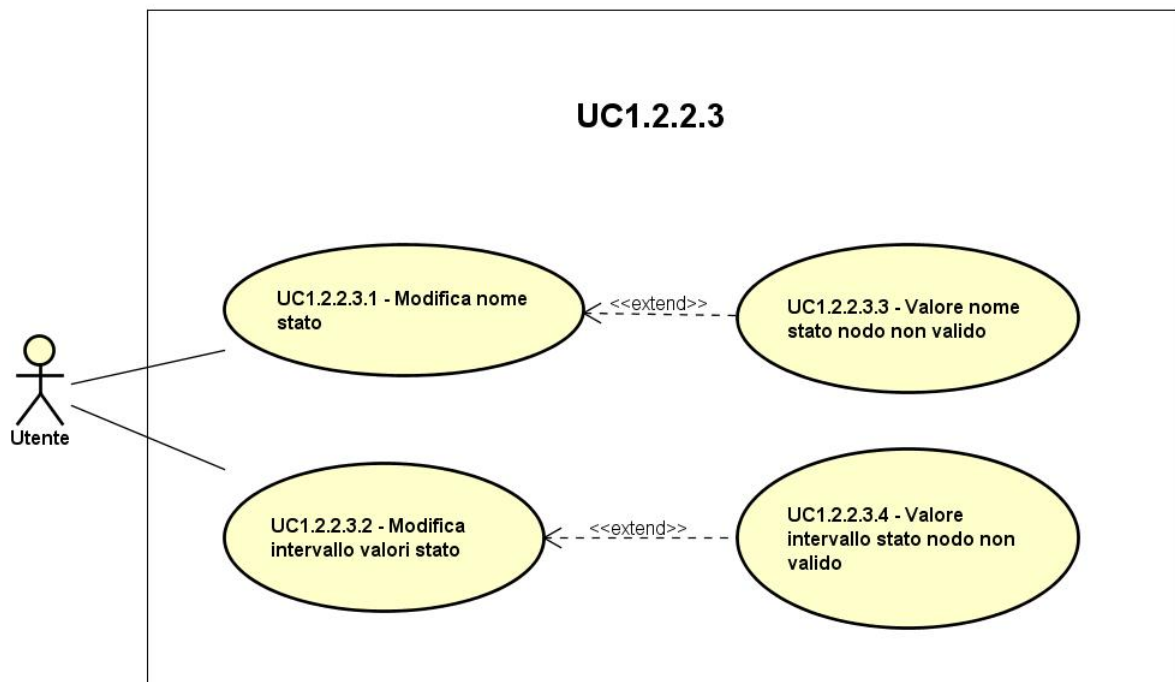 UC1.2.2.3
UC1.2.2.3.1 - Modifica nome
stato
<<extend>>
UC1.2.2.3.3 - Valore nome
stato nodo non valido
Utente
UC1.2.2.3.2 - Modifica
intervallo valori stato
<<extend>>
UC1.2.2.3.4 - Valore
intervallo stato nodo non
valido